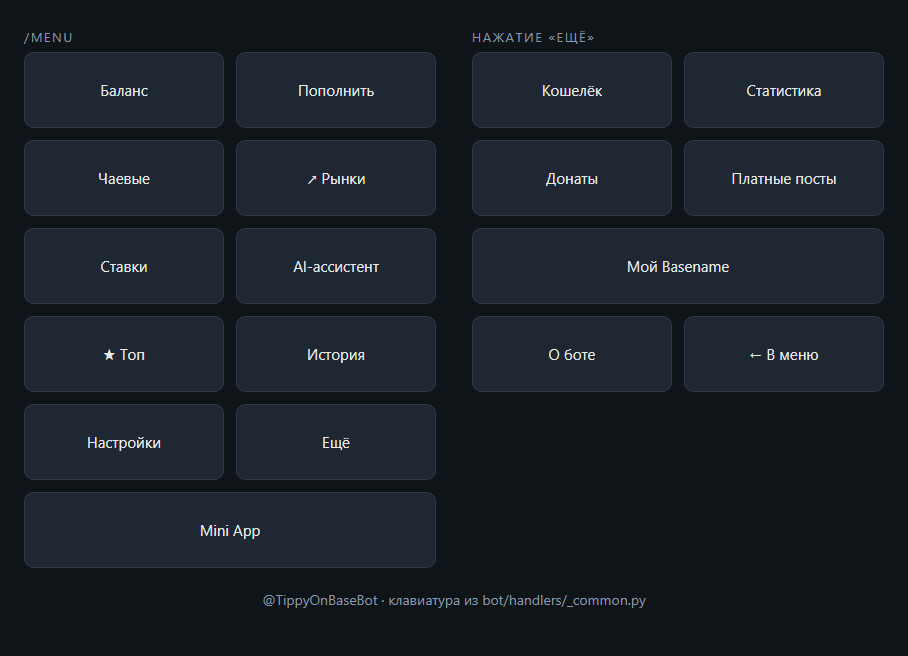 /MENU
Баланс
Пополнить
Чаевые
↗ Рынки
Ставки
AI-ассистент
★ Топ
История
Настройки
Ещё
Mini App
НАЖАТИЕ «ЕЩЁ»
Кошелёк
Статистика
Донаты
Платные посты
Мой Basename
О боте
← В меню
@TippyOnBaseBot · клавиатура из bot/handlers/_common.py